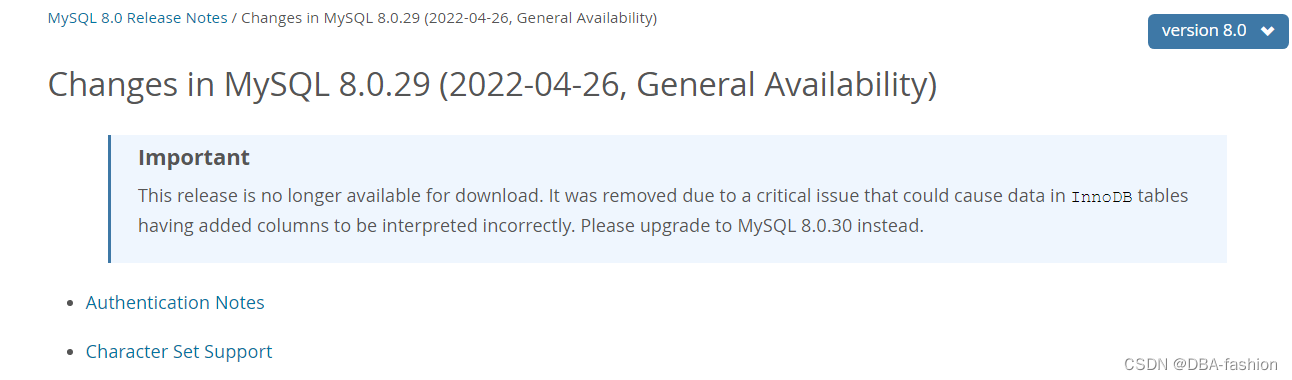 MySQL 8.0 Release Notes / Changes in MySQL 8.0.29 (2022-04-26, General Availability)
version 8.0
Changes in MySQL 8.0.29 (2022-04-26, General Availability)
Important
This release is no longer available for download. It was removed due to a critical issue that could cause data in InnoDB tables
having added columns to be interpreted incorrectly. Please upgrade to MySQL 8.0.30 instead.
• Authentication Notes
• Character Set Support
CSDN @DBA-fashion